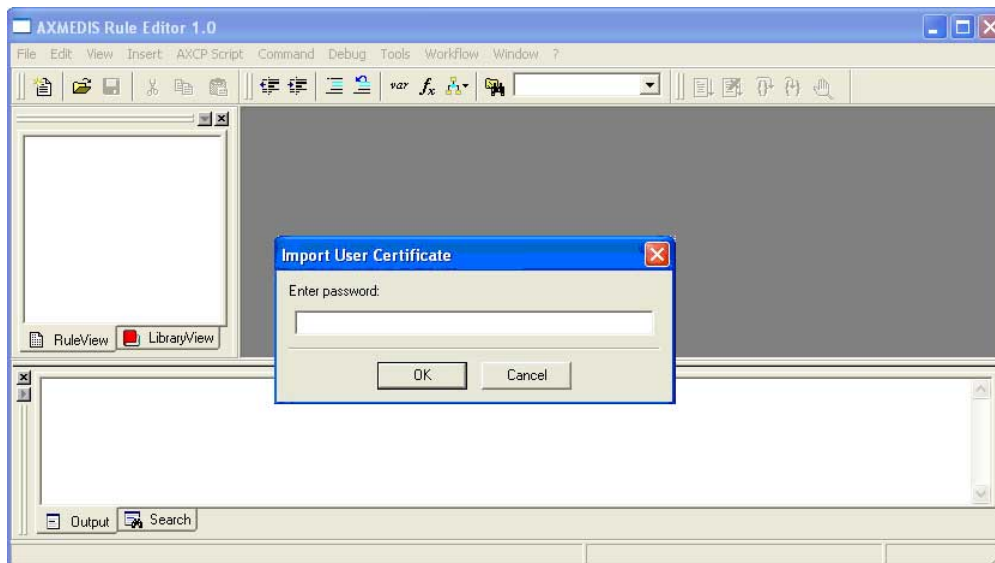 AXMEDIS Rule Editor 1.0
File Edit View Insert AXCP Script Command Debug Tools Workflow Window ?
var fx
Import User Certificate
Enter password:
RuleView LibraryView
OK Cancel
Output Search